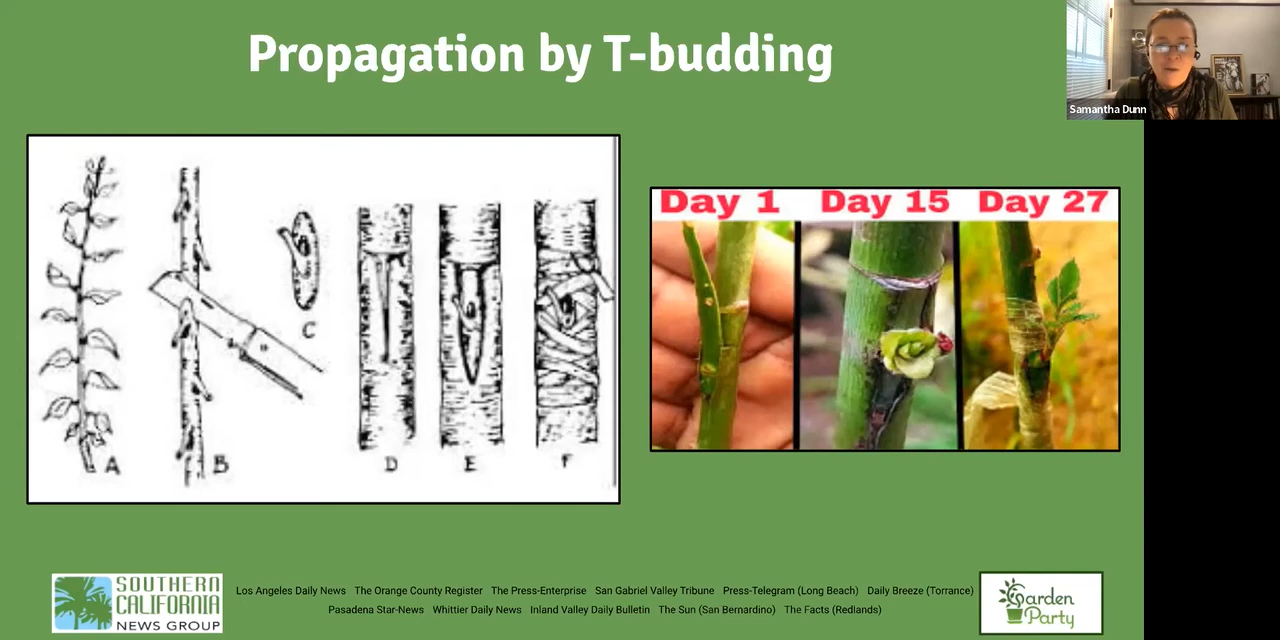 Propagation by T-budding
Samantha Dunn
A
B
C
D
E
F
Day 1 Day 15 Day 27
SOUTHERN
CALIFORNIA
NEWS GROUP
Los Angeles Daily News The Orange County Register The Press-Enterprise San Gabriel Valley Tribune Press-Telegram (Long Beach) Daily Breeze (Torrance)
Pasadena Star-News Whittier Daily News Inland Valley Daily Bulletin The Sun (San Bernardino) The Facts (Redlands)
Garden
Party